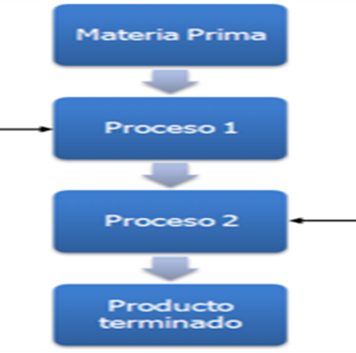 Materia Prima
Proceso 1
Proceso 2
Producto
terminado